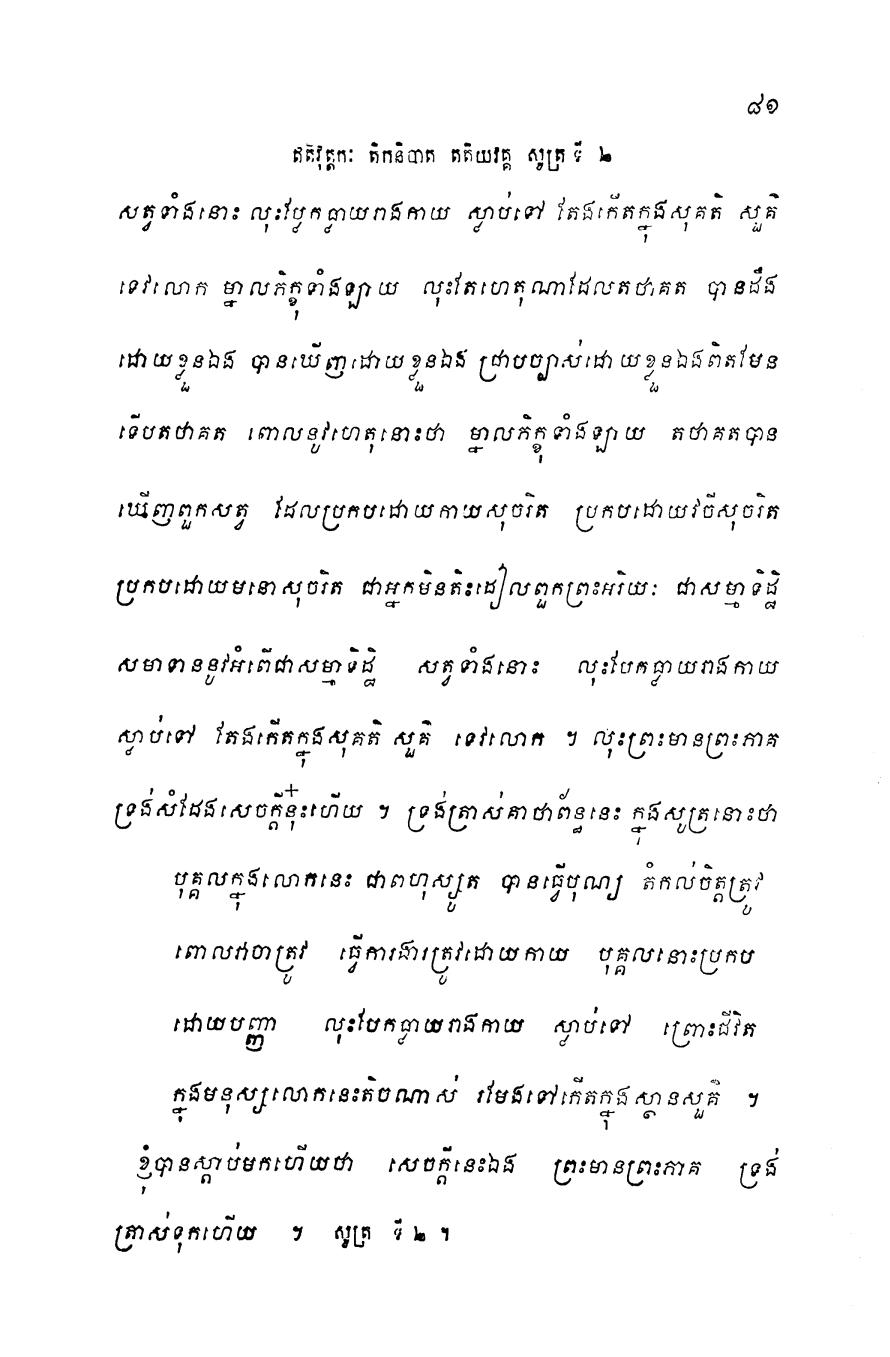 ៨១
ឥតិវុត្តកៈ តិកនិបាត តតិយវគ្គ សូត្រ ទី ២
សត្វទាំងនោះ លុះបែ្វកធ្វាយរាងកាយ ស្លាប់ទៅ តែងកើតក្នុងសុគតិ សួគ៌
ទេវលោក ម្នាលភិក្ខុទាំងឡាយ លុះតែហេតុណាដែលតថាគត បានដឹង
ដោយខ្លួនឯង បានឃើញដោយខ្លួនឯង ជ្រាបច្បាស់ដោយខ្លួនឯងពិតមែន
ទើបតថាគត ពោលនូវហេតុនោះថា ម្នាលភិក្ខុទាំងឡាយ តថាគតបាន
ឃើញពួកសត្វ ដែលប្រកបដោយកាយសុចរិត ប្រកបដោយវចីសុចរិត
ប្រកបដោយមនោសុចរិត ជាអ្នកមិនតិះដៀលពួកព្រះអរិយៈ ជាសម្មាទិដ្ឋិ
សមាទាននូវអំពើជាសម្មាទិដ្ឋិ សត្វទាំងនោះ លុះបែកធ្វាយរាងកាយ
ស្លាប់ទៅ តែងកើតក្នុងសុគតិ សួគ៌ ទេវលោក ។ លុះព្រះមានព្រះភាគ
ទ្រង់សំដែងសេចក្តីនុ៎ះហើយ ។ ទ្រង់ត្រាស់គាថាព័ន្ធនេះ ក្នុងសូត្រនោះថា
បុគ្គលក្នុងលោកនេះ ជាពហុស្សូត បានធ្វើបុណ្យ តំកល់ចិត្តត្រូវ
ពោលវាចាត្រូវ ធ្វើការងារត្រូវដោយកាយ បុគ្គលនោះប្រកប
ដោយបញ្ញា លុះបែកធ្វាយរាងកាយ ស្លាប់ទៅ ព្រោះជីវិត
ក្នុងមនុស្សលោកនេះតិចណាស់ រមែងទៅកើតក្នុងស្ថានសួគ៌ ។
ខ្ញុំបានស្តាប់មកហើយថា សេចក្តីនេះឯង ព្រះមានព្រះភាគ ទ្រង់
ត្រាស់ទុកហើយ ។ សូត្រ ទី ២ ។